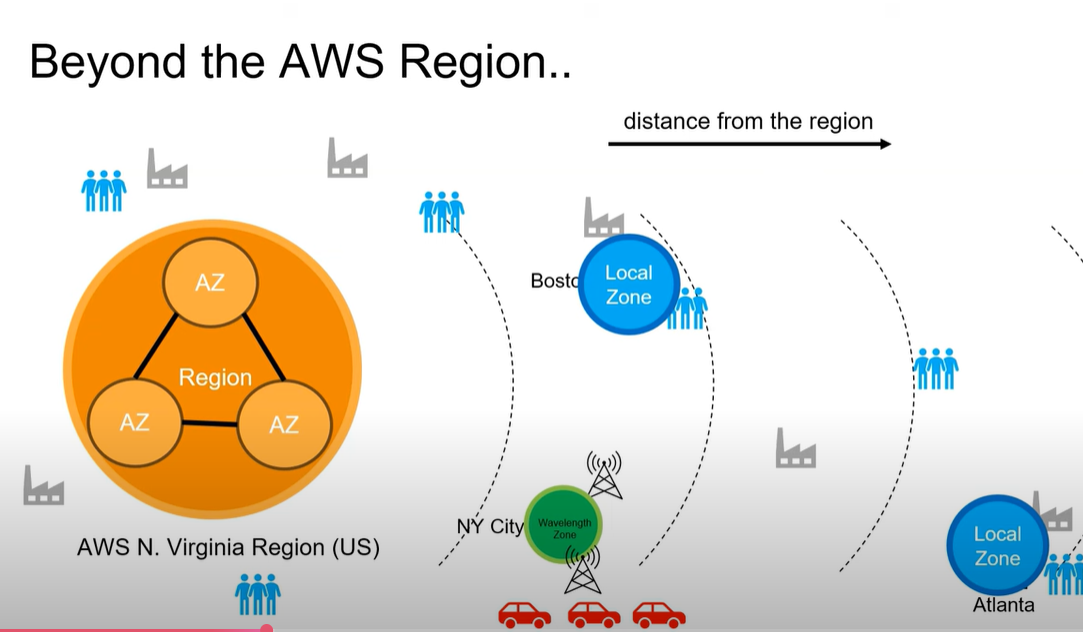 Beyond the AWS Region..
distance from the region
AZ
Region
AZ
AZ
AWS N. Virginia Region (US)
Bosto
Local
Zone
NY City
Wavelength
Zone
Local
Zone
Atlanta